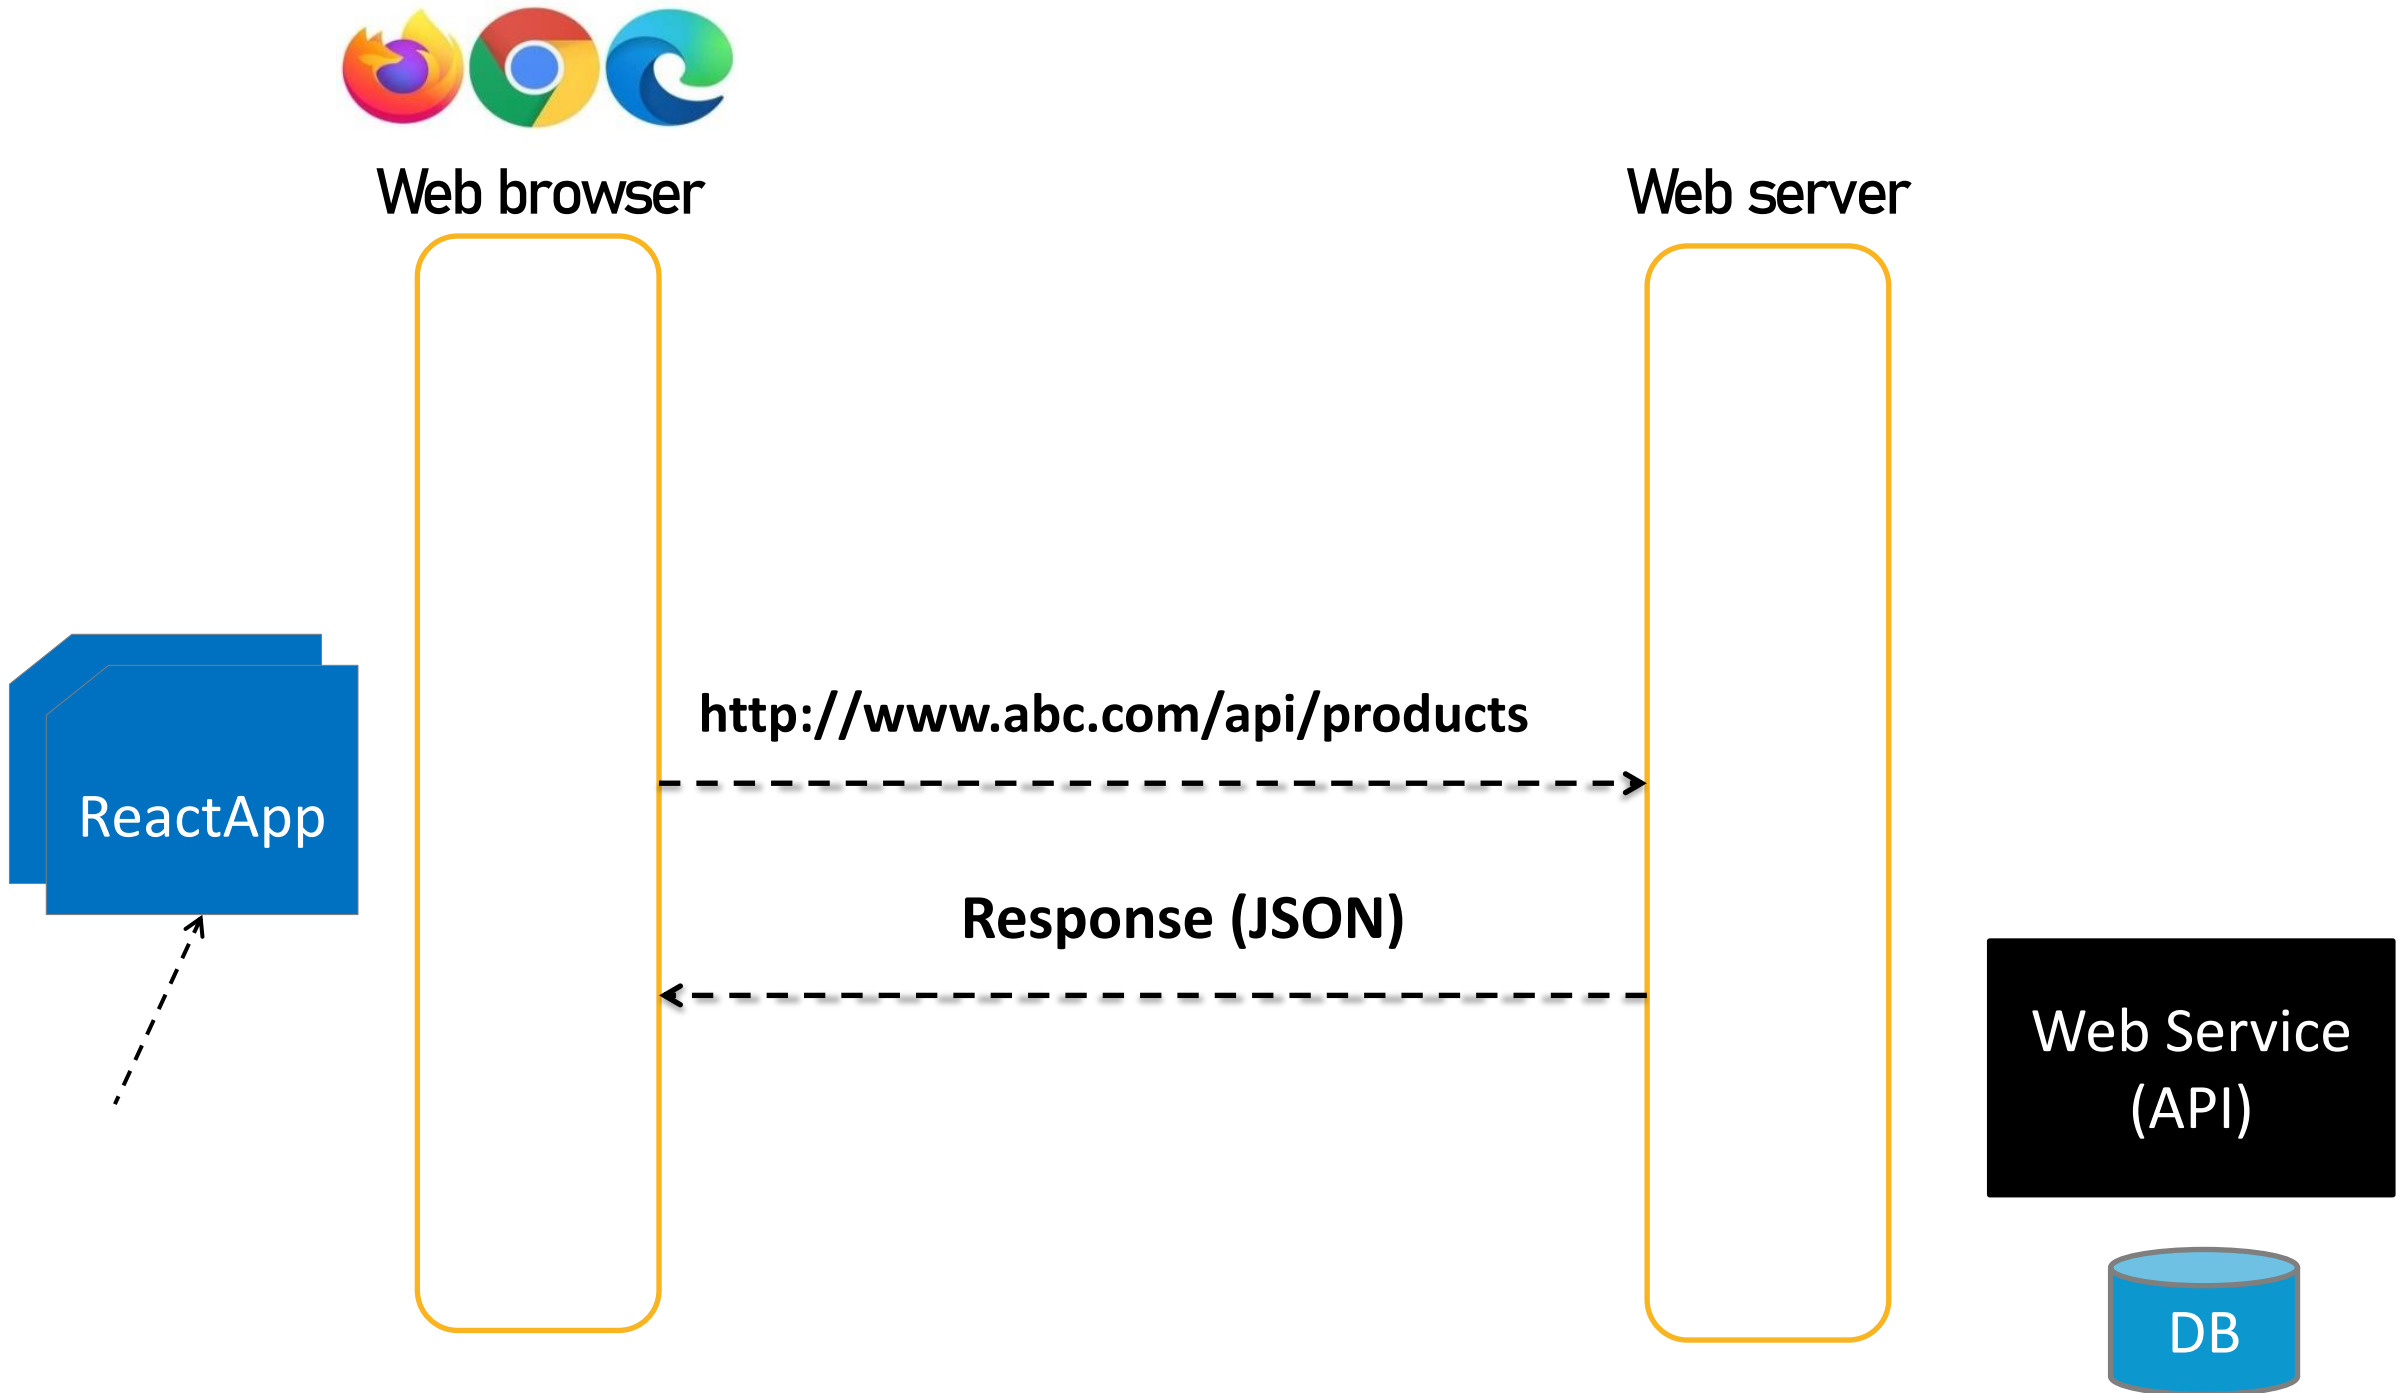 Web browser
Web server
http://www.abc.com/api/products
ReactApp
Response (JSON)
Web Service
(API)
DB